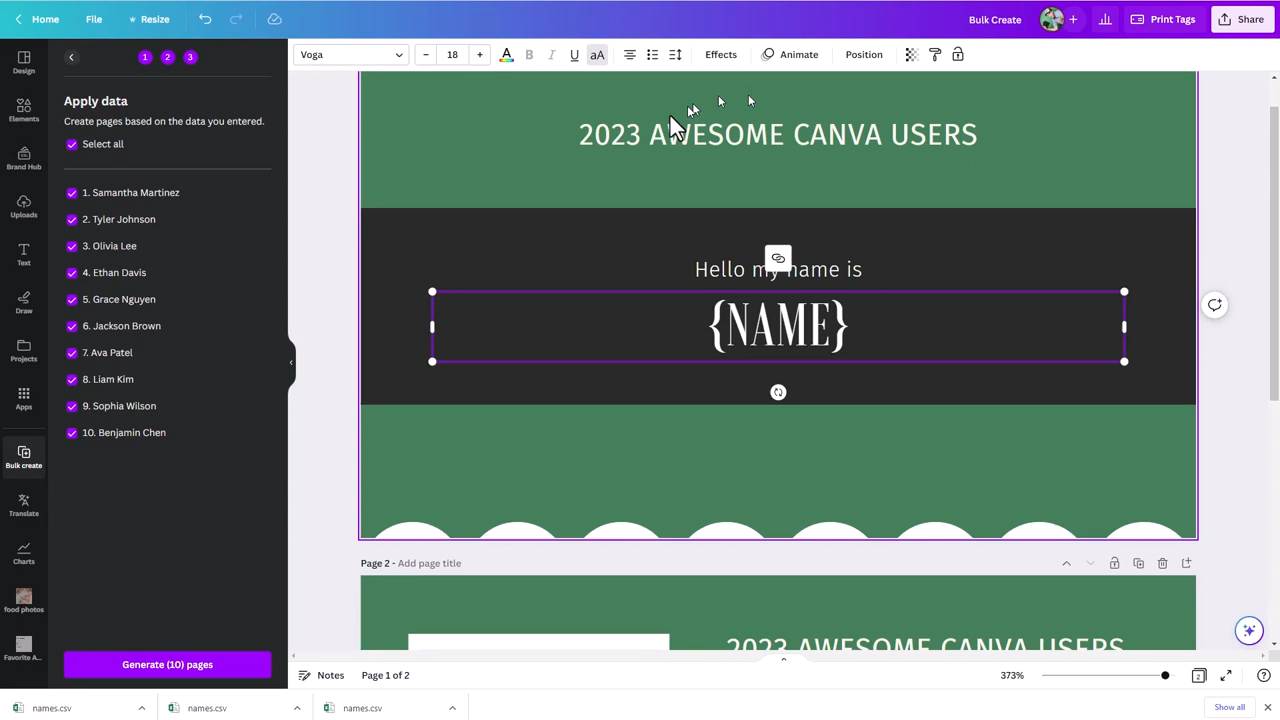 Home
File
Resize
Bulk Create
Print Tags
Share
Design
Elements
Brand Hub
Uploads
Text
Draw
Projects
Apps
Bulk create
Translate
Charts
food photos
Favorite A...
1 2 3
Apply data
Create pages based on the data you entered.
Select all
1. Samantha Martinez
2. Tyler Johnson
3. Olivia Lee
4. Ethan Davis
5. Grace Nguyen
6. Jackson Brown
7. Ava Patel
8. Liam Kim
9. Sophia Wilson
10. Benjamin Chen
Generate (10) pages
Voga
– 18 +
A B I U aA
Effects
Animate
Position
2023 AWESOME CANVA USERS
Hello my name is
{NAME}
Page 2 - Add page title
2023 AWESOME CANVA USERS
Notes
Page 1 of 2
373%
2
names.csv
names.csv
names.csv
Show all